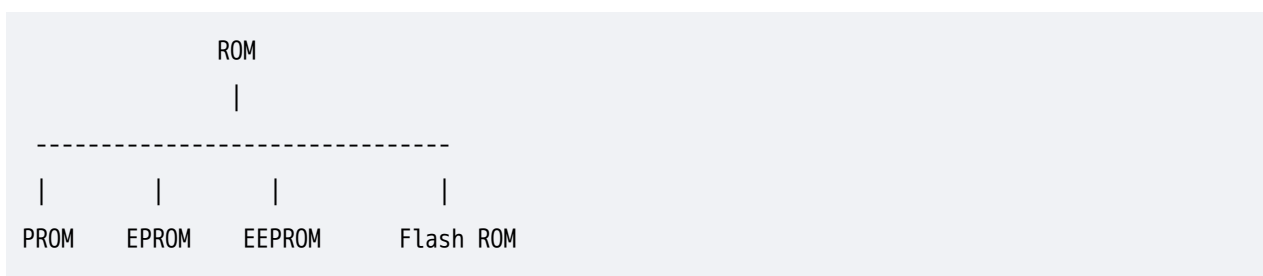 ROM
|
--------------------------------
| | | |
PROM EPROM EEPROM Flash ROM